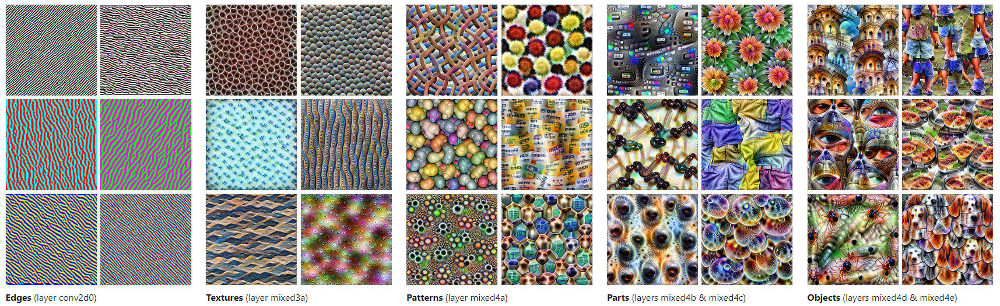 Edges (layer conv2d0)
Textures (layer mixed3a)
Patterns (layer mixed4a)
Parts (layers mixed4b & mixed4c)
Objects (layers mixed4d & mixed4e)